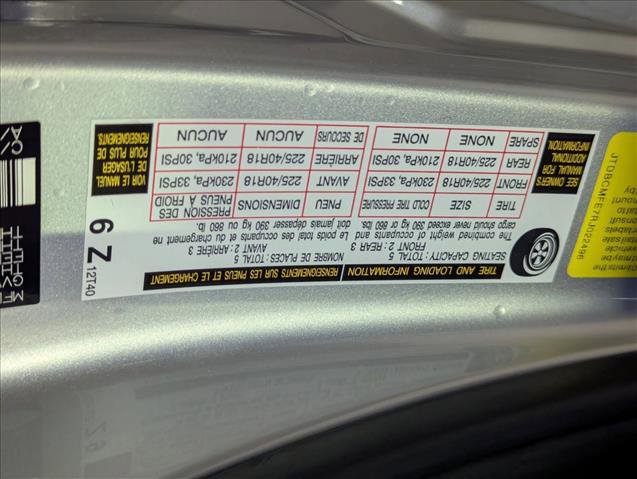 TIRE AND LOADING INFORMATION
RENSEIGNEMENTS SUR LES PNEUS ET LE CHARGEMENT
SEATING CAPACITY: TOTAL 5
FRONT 2 REAR 3
NOMBRE DE PLACES: TOTAL 5
AVANT 2: ARRIÈRE 3
The combined weight of occupants and
cargo should never exceed 390 kg or 860 lb.
Le poids total des occupants et du chargement ne
doit jamais dépasser 390 kg ou 860 lb.
TIRE SIZE COLD TIRE PRESSURE
FRONT 225/40R18 230kPa, 33PSI
REAR 225/40R18 210kPa, 30PSI
SPARE NONE NONE
SEE OWNER'S
MANUAL FOR
ADDITIONAL
INFORMATION.
PNEU DIMENSIONS PRESSION DES
PNEUS À FROID
AVANT 225/40R18 230kPa, 33PSI
ARRIÈRE 225/40R18 210kPa, 30PSI
DE SECOURS AUCUN AUCUN
VOIR LE MANUEL
DE L'USAGER
POUR PLUS DE
RENSEIGNEMENTS.
6 Z
12T40
JTDBCMFE7RJ022496